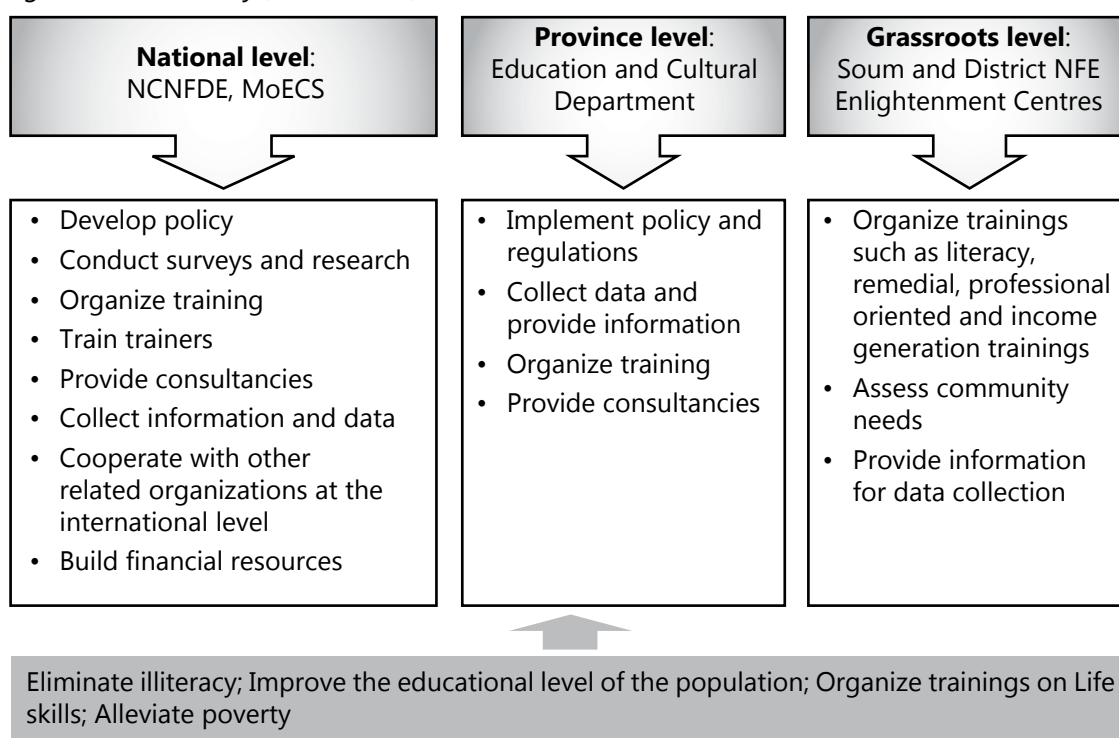 National level:
NCNFDE, MoECS
Province level:
Education and Cultural
Department
Grassroots level:
Soum and District NFE
Enlightenment Centres
• Develop policy
• Conduct surveys and research
• Organize training
• Train trainers
• Provide consultancies
• Collect information and data
• Cooperate with other
related organizations at the
international level
• Build financial resources
• Implement policy and
regulations
• Collect data and
provide information
• Organize training
• Provide consultancies
• Organize trainings
such as literacy,
remedial, professional
oriented and income
generation trainings
• Assess community
needs
• Provide information
for data collection
Eliminate illiteracy; Improve the educational level of the population; Organize trainings on Life
skills; Alleviate poverty